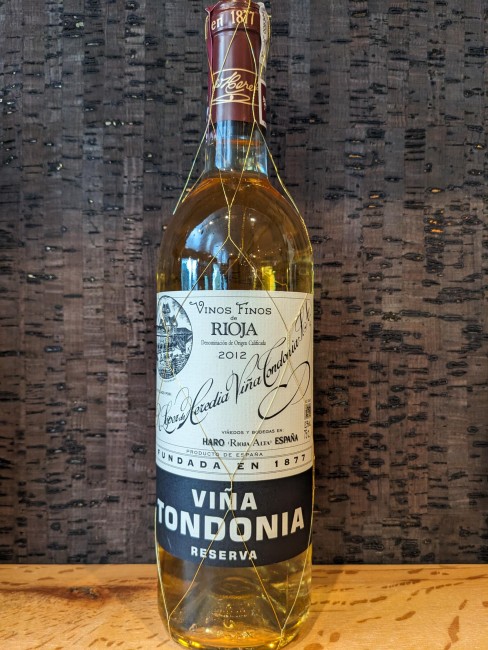 en 1877
VINOS FINOS
de
RIOJA
Denominación de Origen Calificada
2012
López de Heredia Viña Tondonia, S.A.
VIÑEDOS Y BODEGAS EN
HARO (RIOJA ALTA) ESPAÑA
PRODUCTO DE ESPAÑA
FUNDADA EN 1877
VIÑA
TONDONIA
RESERVA